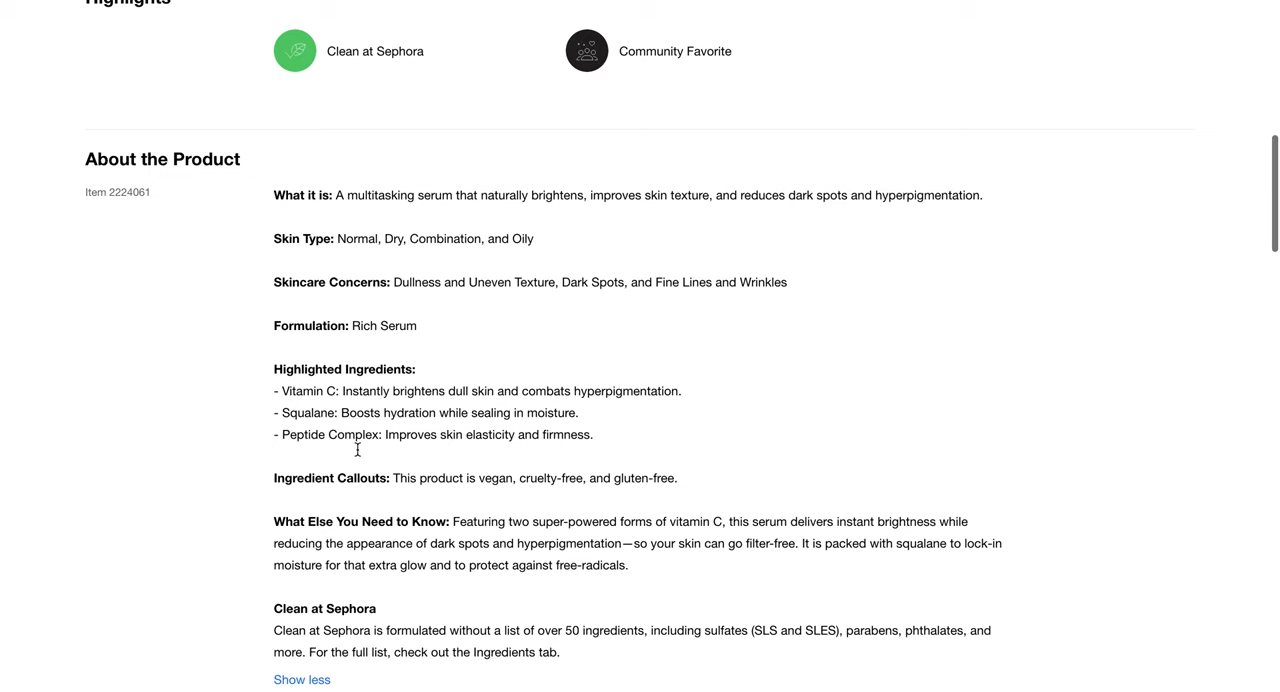 Highlights
Clean at Sephora
Community Favorite
About the Product
Item 2224061
What it is: A multitasking serum that naturally brightens, improves skin texture, and reduces dark spots and hyperpigmentation.
Skin Type: Normal, Dry, Combination, and Oily
Skincare Concerns: Dullness and Uneven Texture, Dark Spots, and Fine Lines and Wrinkles
Formulation: Rich Serum
Highlighted Ingredients:
- Vitamin C: Instantly brightens dull skin and combats hyperpigmentation.
- Squalane: Boosts hydration while sealing in moisture.
- Peptide Complex: Improves skin elasticity and firmness.
Ingredient Callouts: This product is vegan, cruelty-free, and gluten-free.
What Else You Need to Know: Featuring two super-powered forms of vitamin C, this serum delivers instant brightness while
reducing the appearance of dark spots and hyperpigmentation—so your skin can go filter-free. It is packed with squalane to lock-in
moisture for that extra glow and to protect against free-radicals.
Clean at Sephora
Clean at Sephora is formulated without a list of over 50 ingredients, including sulfates (SLS and SLES), parabens, phthalates, and
more. For the full list, check out the Ingredients tab.
Show less